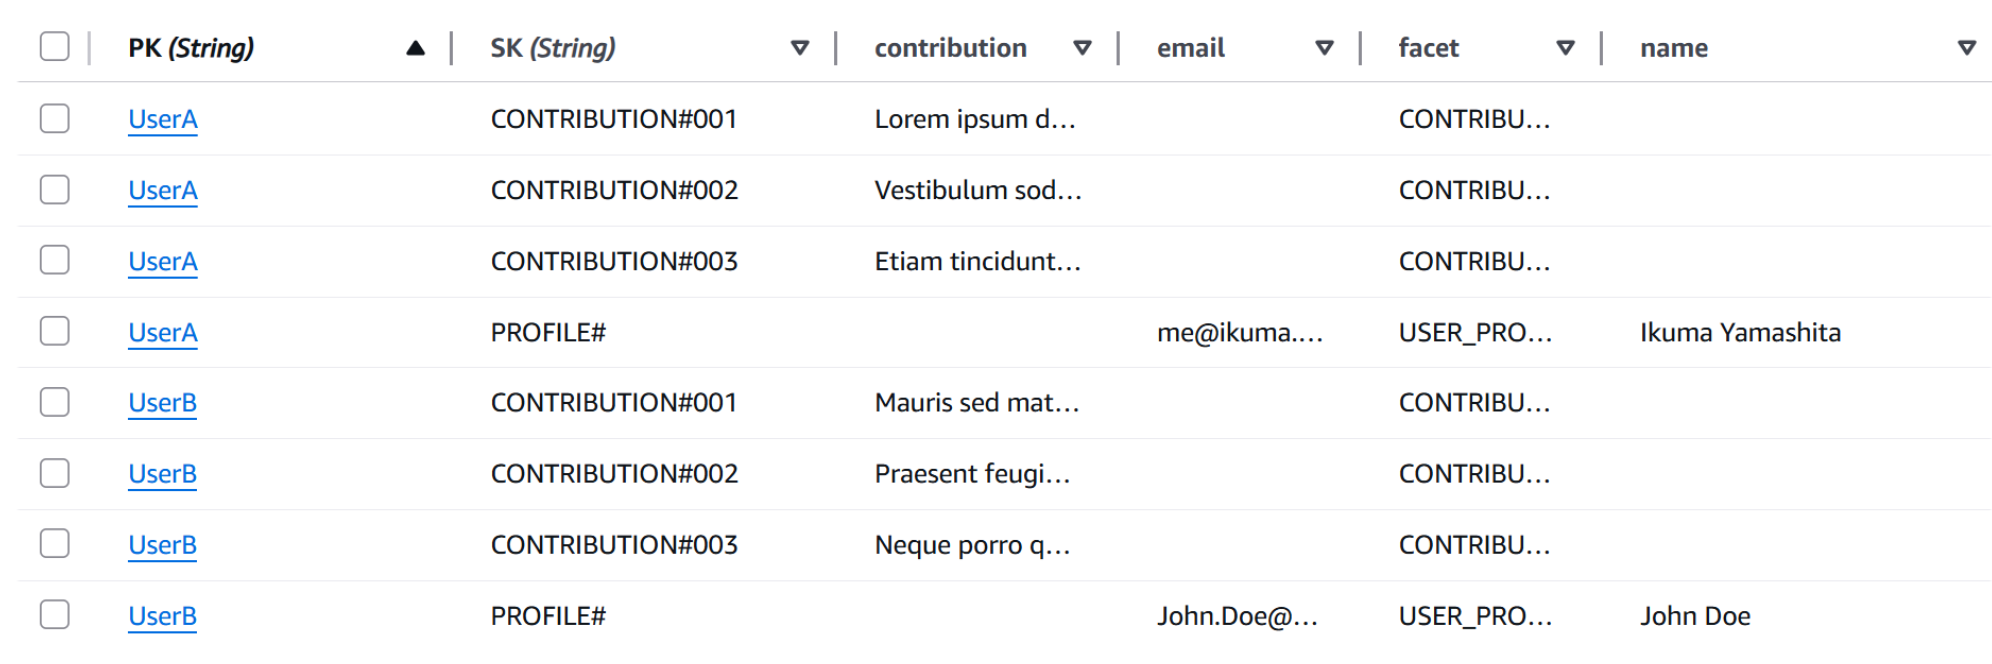 PK (String) SK (String) contribution email facet name
UserA CONTRIBUTION#001 Lorem ipsum d... CONTRIBU...
UserA CONTRIBUTION#002 Vestibulum sod... CONTRIBU...
UserA CONTRIBUTION#003 Etiam tincidunt... CONTRIBU...
UserA PROFILE# me@ikuma.... USER_PRO... Ikuma Yamashita
UserB CONTRIBUTION#001 Mauris sed mat... CONTRIBU...
UserB CONTRIBUTION#002 Praesent feugi... CONTRIBU...
UserB CONTRIBUTION#003 Neque porro q... CONTRIBU...
UserB PROFILE# John.Doe@... USER_PRO... John Doe